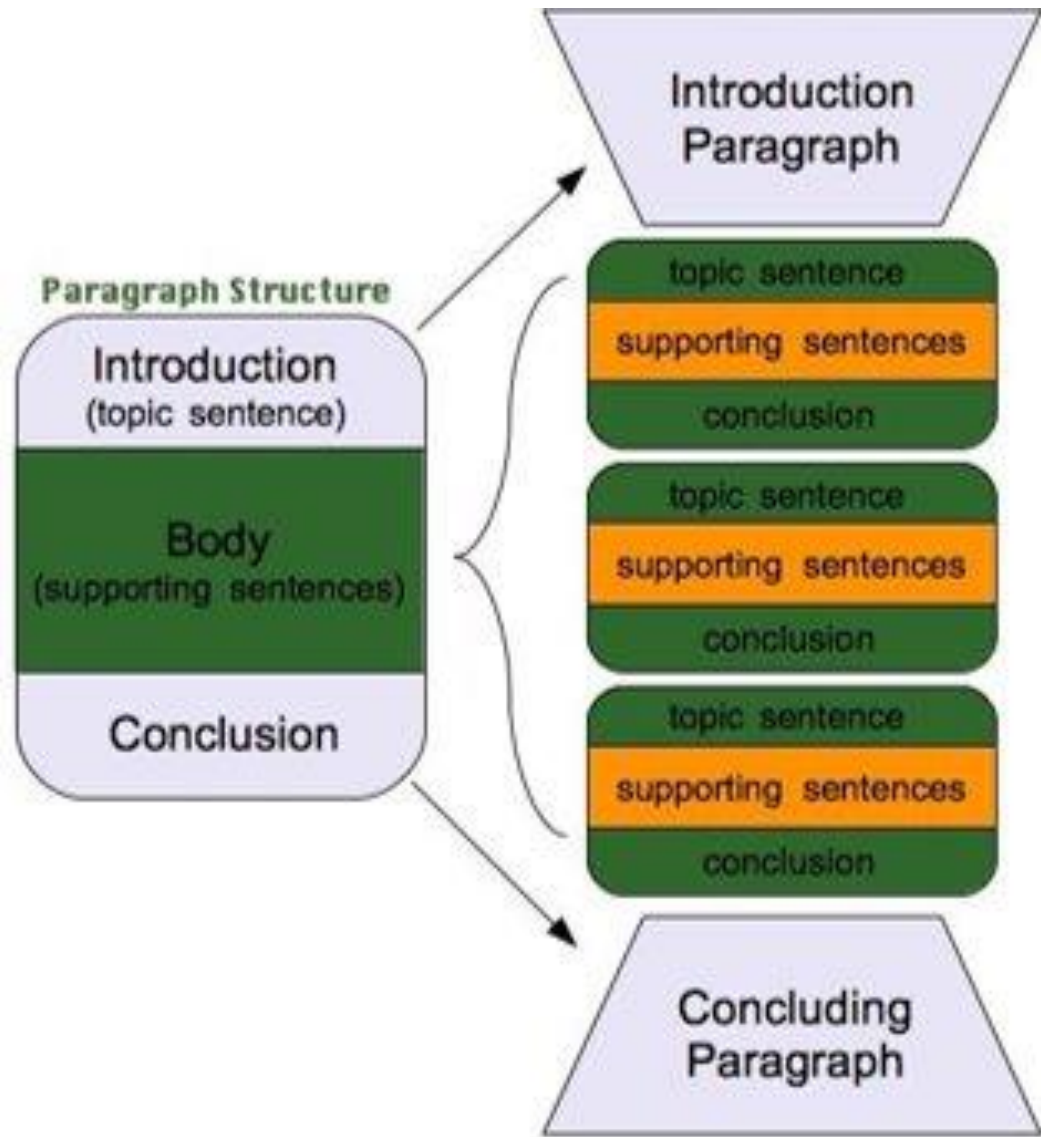 Paragraph Structure
Introduction
(topic sentence)
Body
(supporting sentences)
Conclusion
Introduction
Paragraph
topic sentence
supporting sentences
conclusion
topic sentence
supporting sentences
conclusion
topic sentence
supporting sentences
conclusion
Concluding
Paragraph